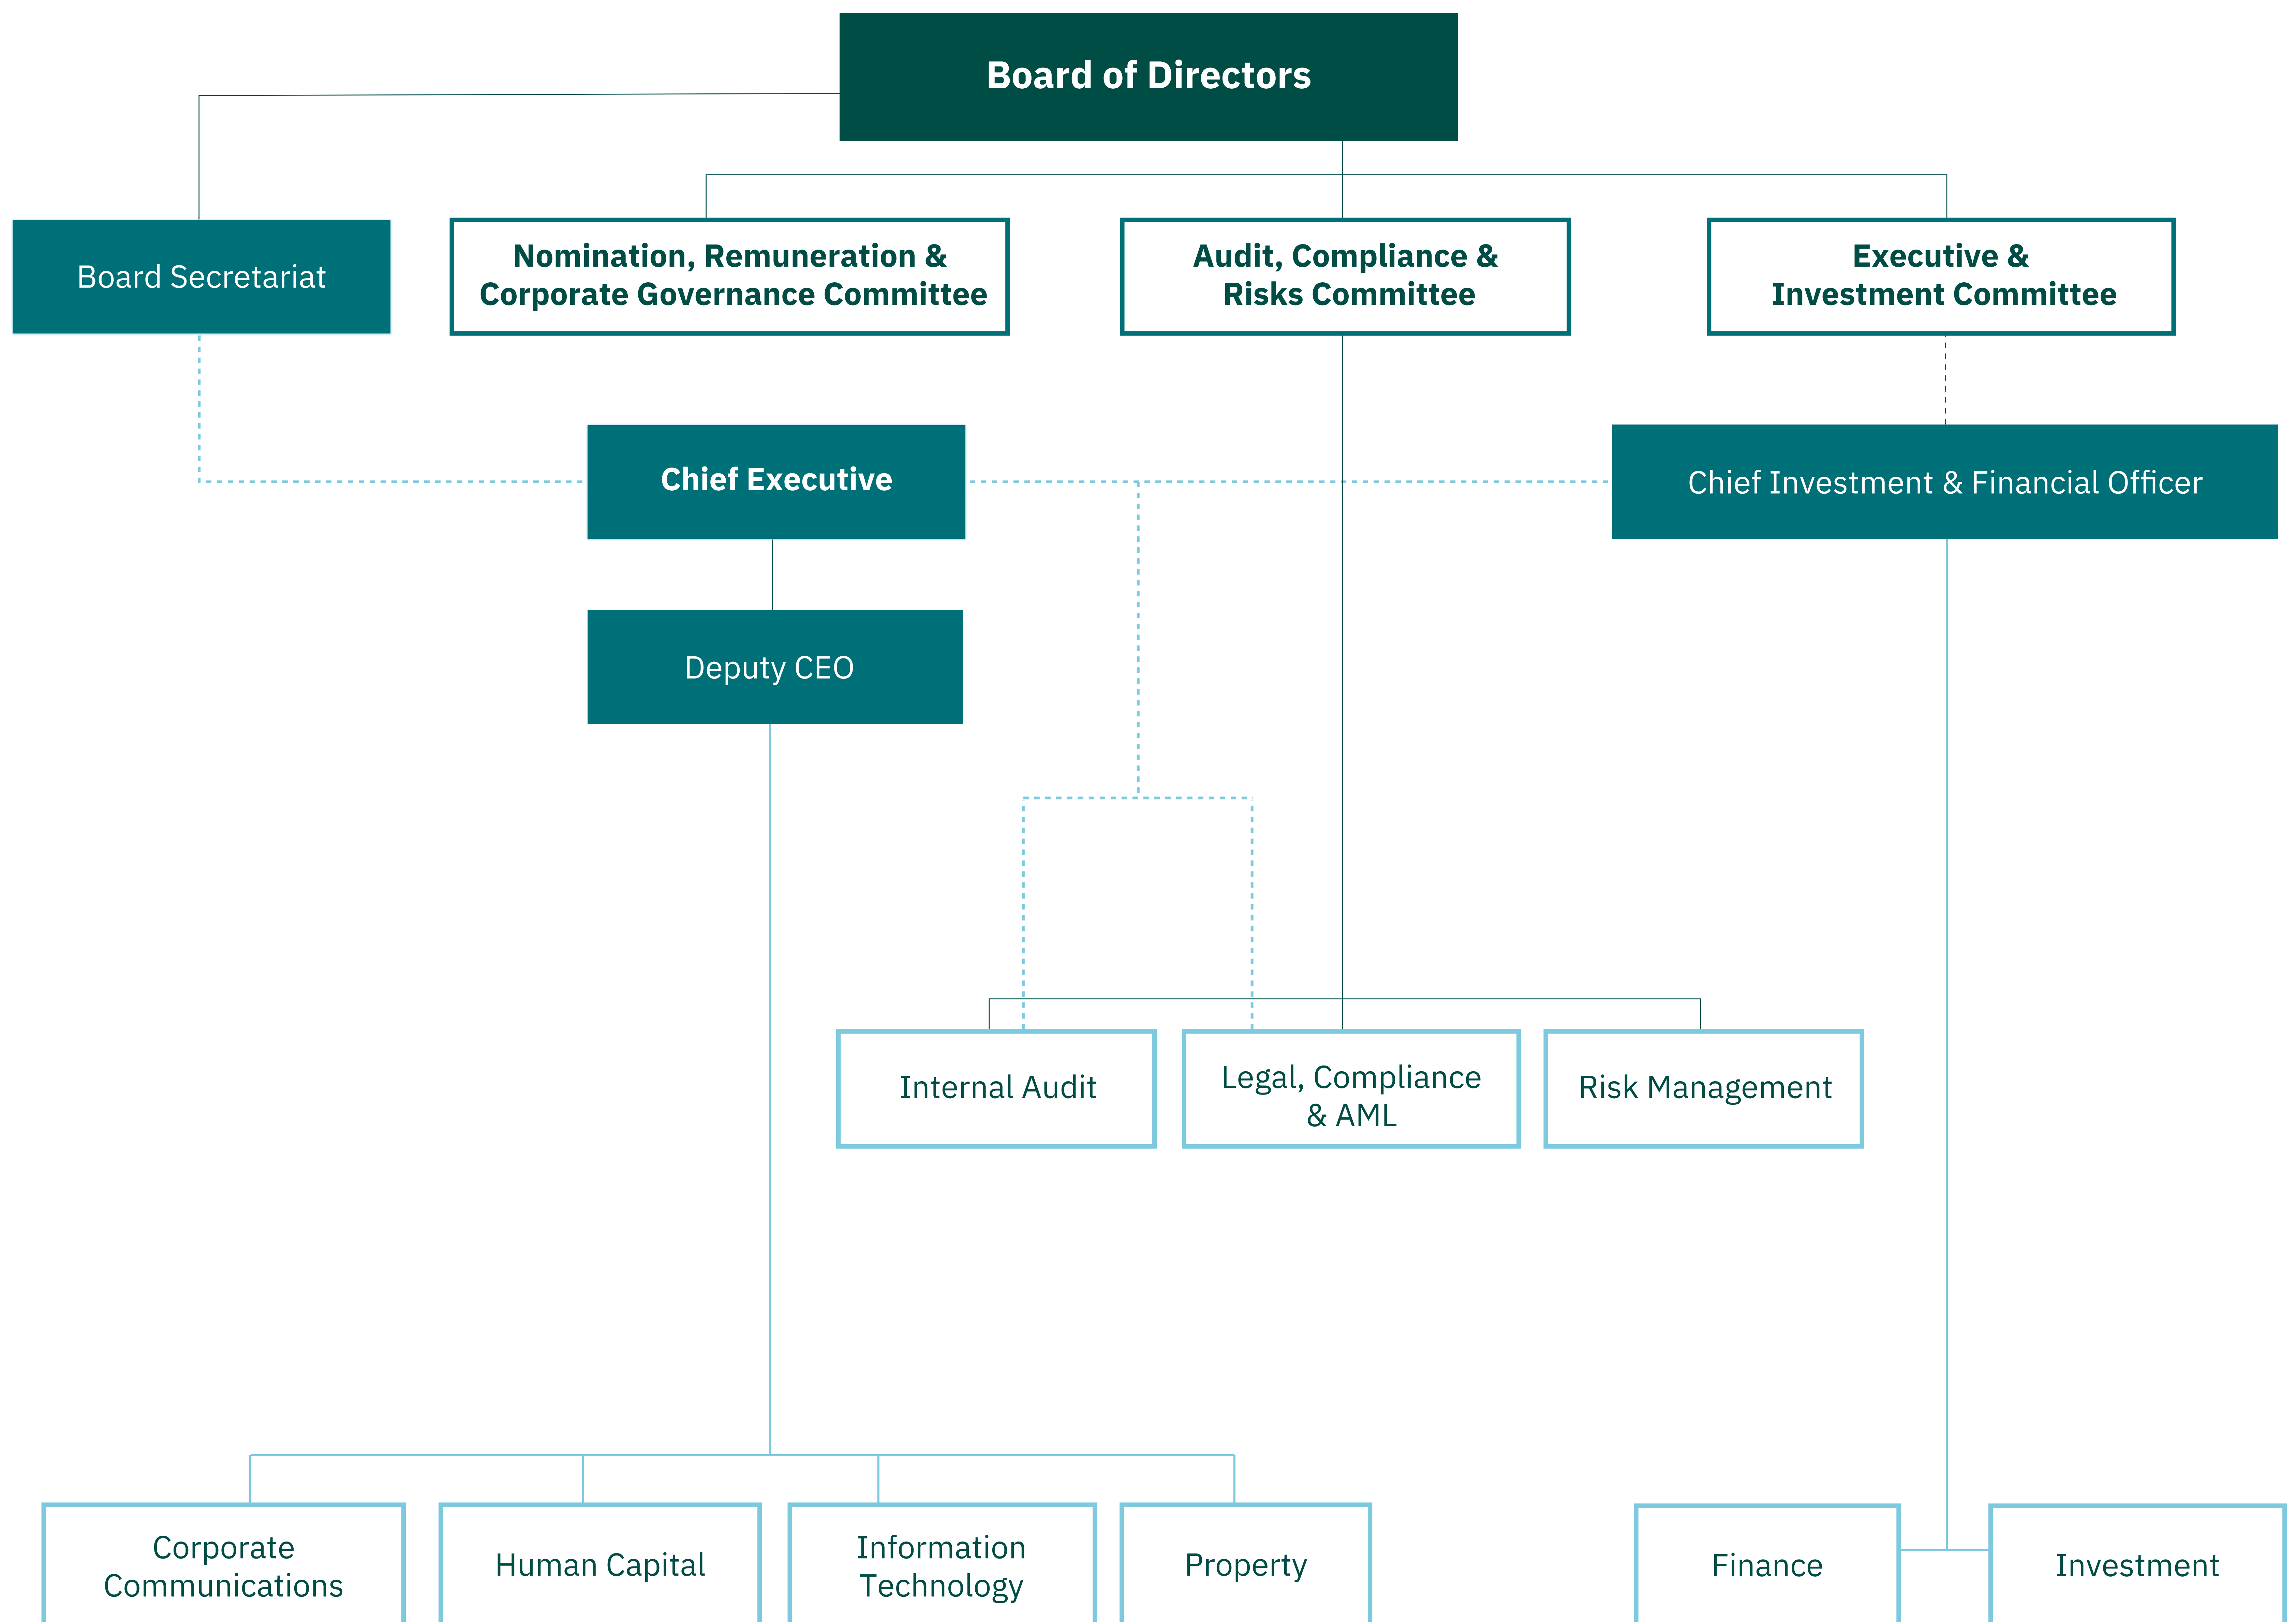 Board of Directors
Board Secretariat
Nomination, Remuneration &
Corporate Governance Committee
Audit, Compliance &
Risks Committee
Executive &
Investment Committee
Chief Executive
Chief Investment & Financial Officer
Deputy CEO
Internal Audit
Legal, Compliance
& AML
Risk Management
Corporate
Communications
Human Capital
Information
Technology
Property
Finance
Investment